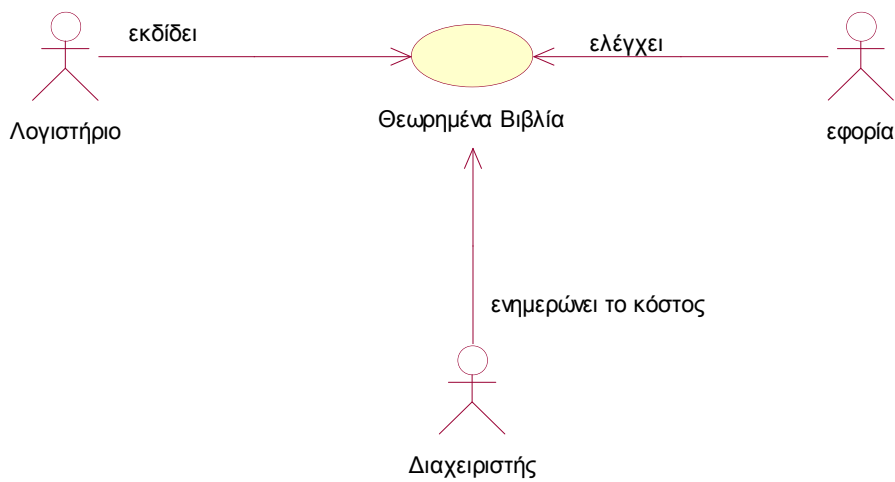 εκδίδει
ελέγχει
Θεωρημένα Βιβλία
Λογιστήριο
εφορία
ενημερώνει το κόστος
Διαχειριστής